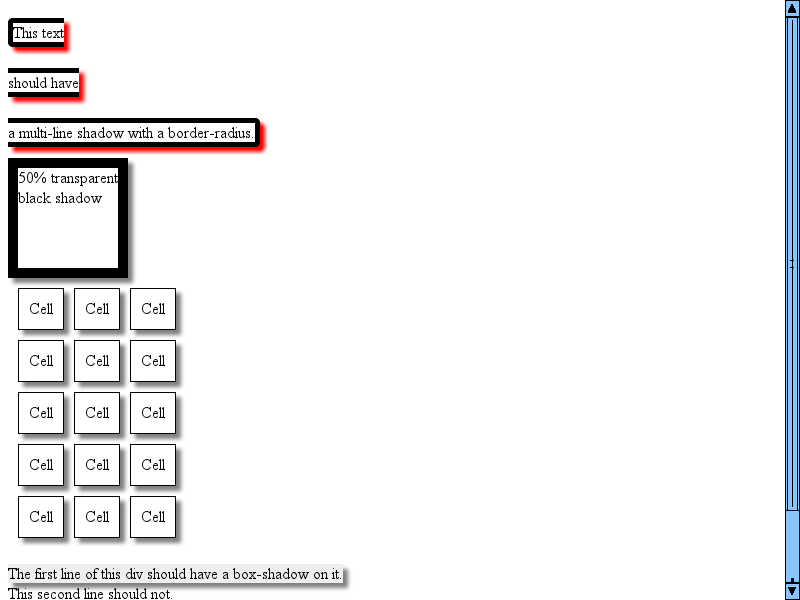 This text
should have
a multi-line shadow with a border-radius.
50% transparent
black shadow
Cell Cell Cell
Cell Cell Cell
Cell Cell Cell
Cell Cell Cell
Cell Cell Cell
The first line of this div should have a box-shadow on it.
This second line should not.